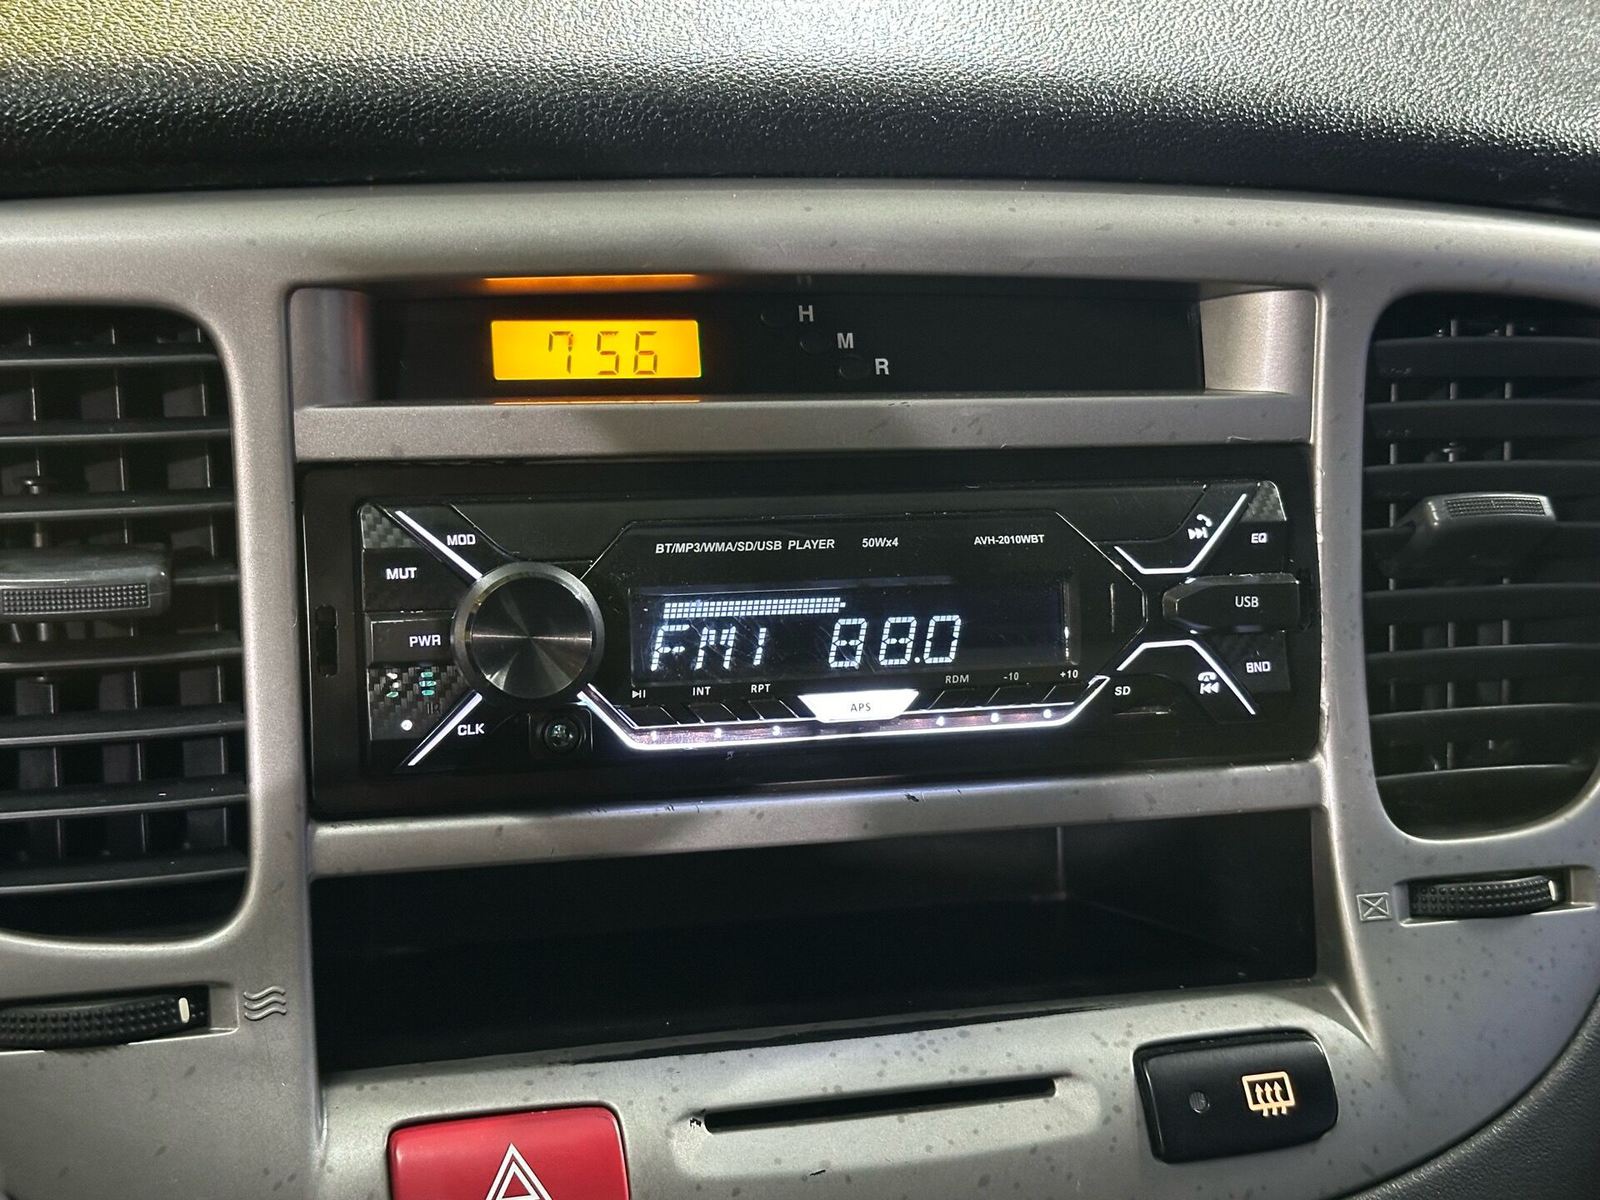 7 56
H
M
R
MOD
MUT
PWR
CLK
BT/MP3/WMA/SD/USB PLAYER 50Wx4 AVH-2010WBT
FM1 88.0
INT RPT APS RDM -10 +10
SD
EQ
USB
BND